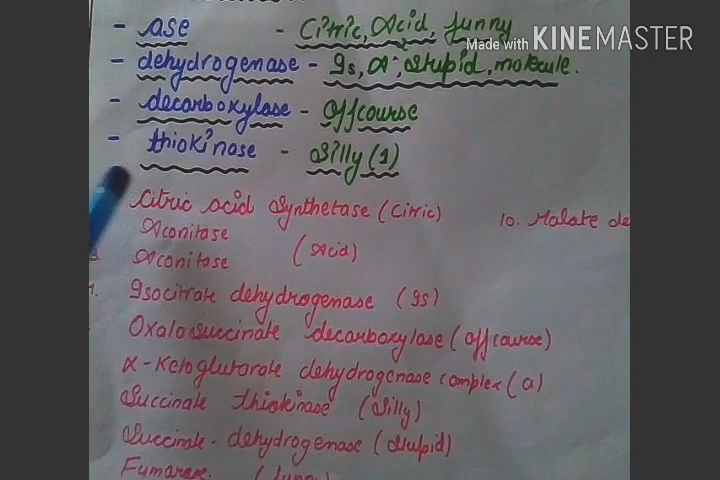 - ase - Citric, Acid, funny
Made with KINEMASTER
- dehydrogenase - Is, A, Stupid, molecule.
- decarboxylase - Offcourse
- thiokinase - Silly (1)
Citric acid Synthetase (Citric)
10. Malate de
Aconitase
(Acid)
Aconitase
Isocitrate dehydrogenase (Is)
Oxalosuccinate decarboxylase (Offcourse)
α-Ketoglutarate dehydrogenase complex (a)
Succinate thiokinase (Silly)
Succinate-dehydrogenase (Stupid)
Fumarase (funny)